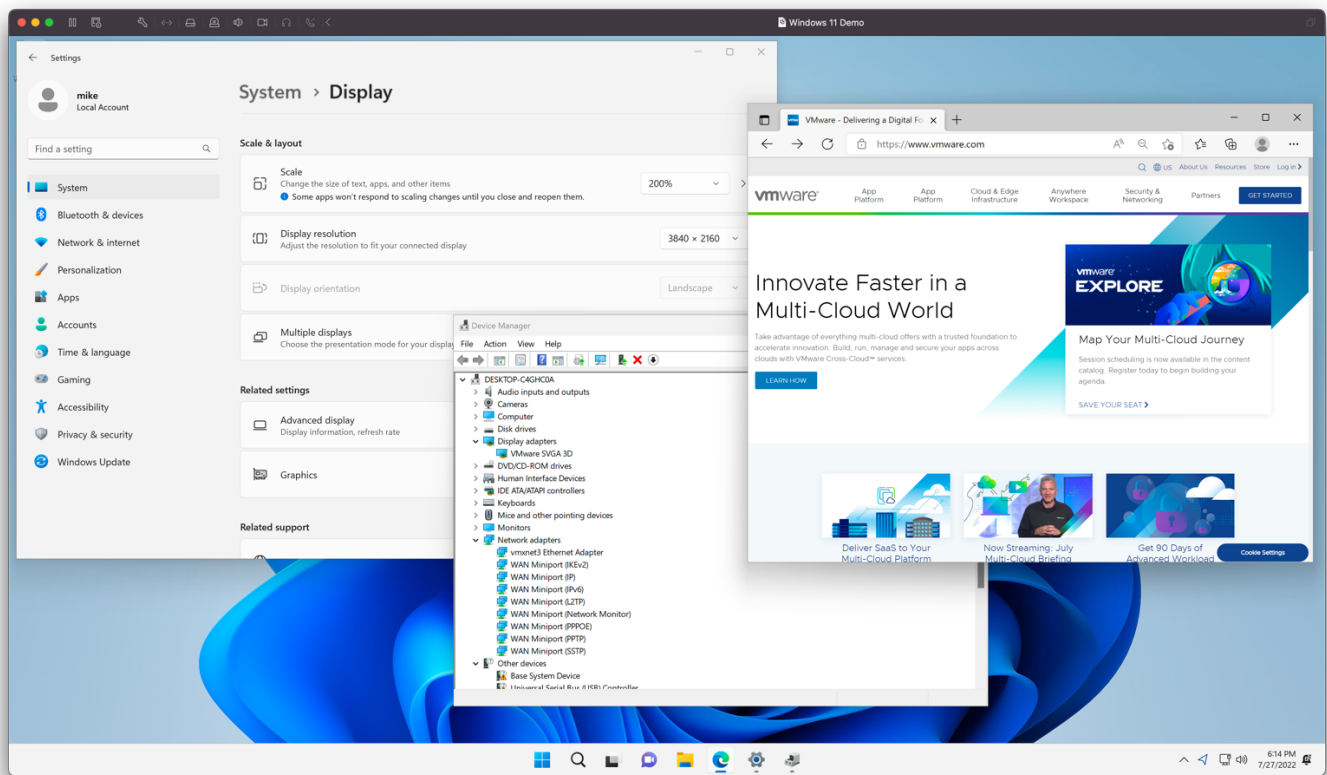 Windows 11 Demo
Settings
mike
Local Account
Find a setting
System
Bluetooth & devices
Network & internet
Personalization
Apps
Accounts
Time & language
Gaming
Accessibility
Privacy & security
Windows Update
System › Display
Scale & layout
Scale
Change the size of text, apps, and other items
Some apps won't respond to scaling changes until you close and reopen them.
200%
Display resolution
Adjust the resolution to fit your connected display
3840 × 2160
Display orientation
Landscape
Multiple displays
Choose the presentation mode for your display
Related settings
Advanced display
Display information, refresh rate
Graphics
Related support
Device Manager
File Action View Help
DESKTOP-C4GHC0A
Audio inputs and outputs
Cameras
Computer
Disk drives
Display adapters
VMware SVGA 3D
DVD/CD-ROM drives
Human Interface Devices
IDE ATA/ATAPI controllers
Keyboards
Mice and other pointing devices
Monitors
Network adapters
vmxnet3 Ethernet Adapter
WAN Miniport (IKEv2)
WAN Miniport (IP)
WAN Miniport (IPv6)
WAN Miniport (L2TP)
WAN Miniport (Network Monitor)
WAN Miniport (PPPOE)
WAN Miniport (PPTP)
WAN Miniport (SSTP)
Other devices
Base System Device
Universal Serial Bus (USB) Controller
VMware - Delivering a Digital Fo
https://www.vmware.com
US About Us Resources Store Log in
vmware
App Platform
App Platform
Cloud & Edge Infrastructure
Anywhere Workspace
Security & Networking
Partners
GET STARTED
Innovate Faster in a
Multi-Cloud World
Take advantage of everything multi-cloud offers with a trusted foundation to
accelerate innovation. Build, run, manage and secure your apps across
clouds with VMware Cross-Cloud™ services.
LEARN HOW
vmware
EXPLORE
Map Your Multi-Cloud Journey
Session scheduling is now available in the content
catalog. Register today to begin building your
agenda.
SAVE YOUR SEAT
Deliver SaaS to Your
Multi-Cloud Platform
Now Streaming: July
Multi-Cloud Briefing
Get 90 Days of
Advanced Workload
Cookie Settings
6:14 PM
7/27/2022